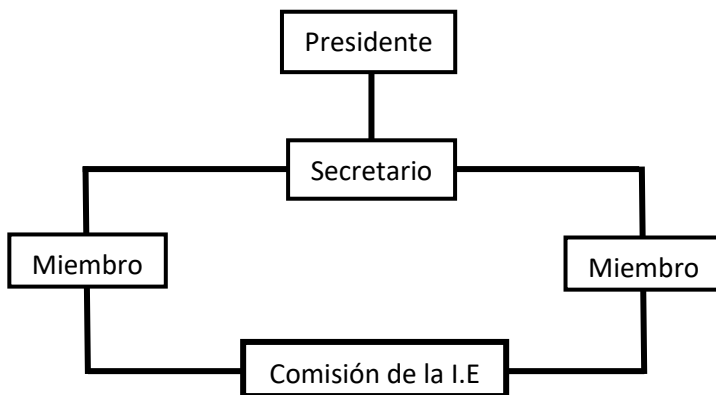 Presidente
Secretario
Miembro
Miembro
Comisión de la I.E